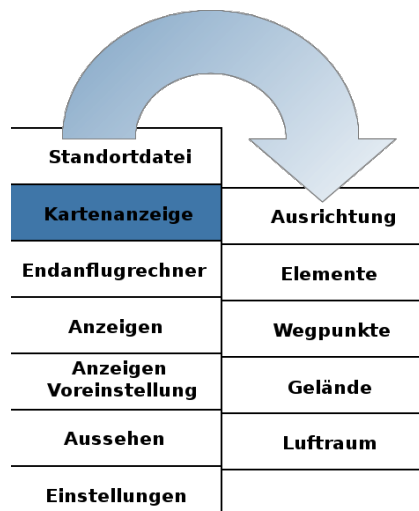 Standortdatei
Kartenanzeige
Endanflugrechner
Anzeigen
Anzeigen
Voreinstellung
Aussehen
Einstellungen
Ausrichtung
Elemente
Wegpunkte
Gelände
Luftraum